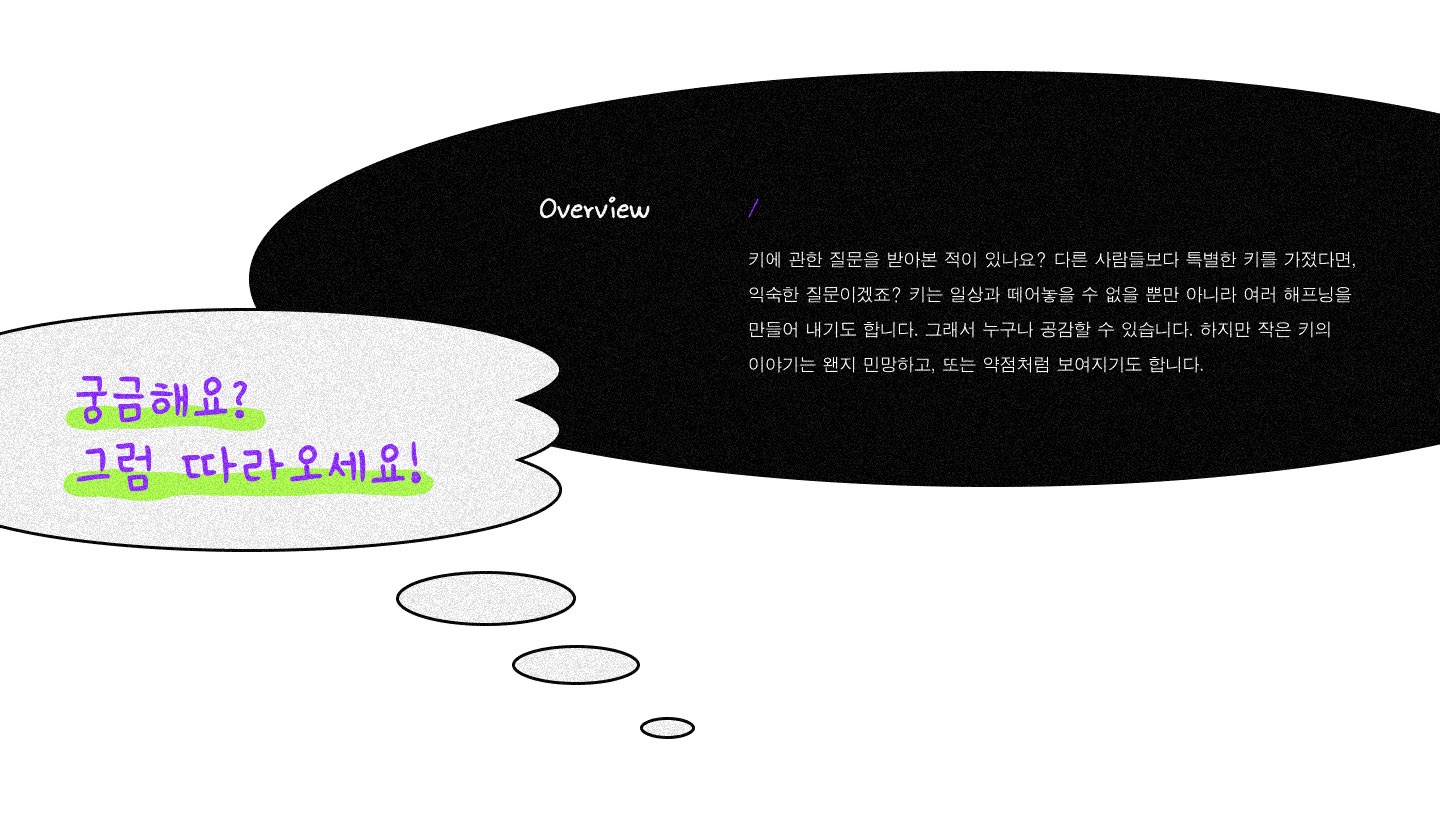 Overview
/
키에 관한 질문을 받아본 적이 있나요? 다른 사람들보다 특별한 키를 가졌다면,
익숙한 질문이겠죠? 키는 일상과 떼어놓을 수 없을 뿐만 아니라 여러 해프닝을
만들어 내기도 합니다. 그래서 누구나 공감할 수 있습니다. 하지만 작은 키의
이야기는 왠지 민망하고, 또는 약점처럼 보여지기도 합니다.
궁금해요?
그럼 따라오세요!